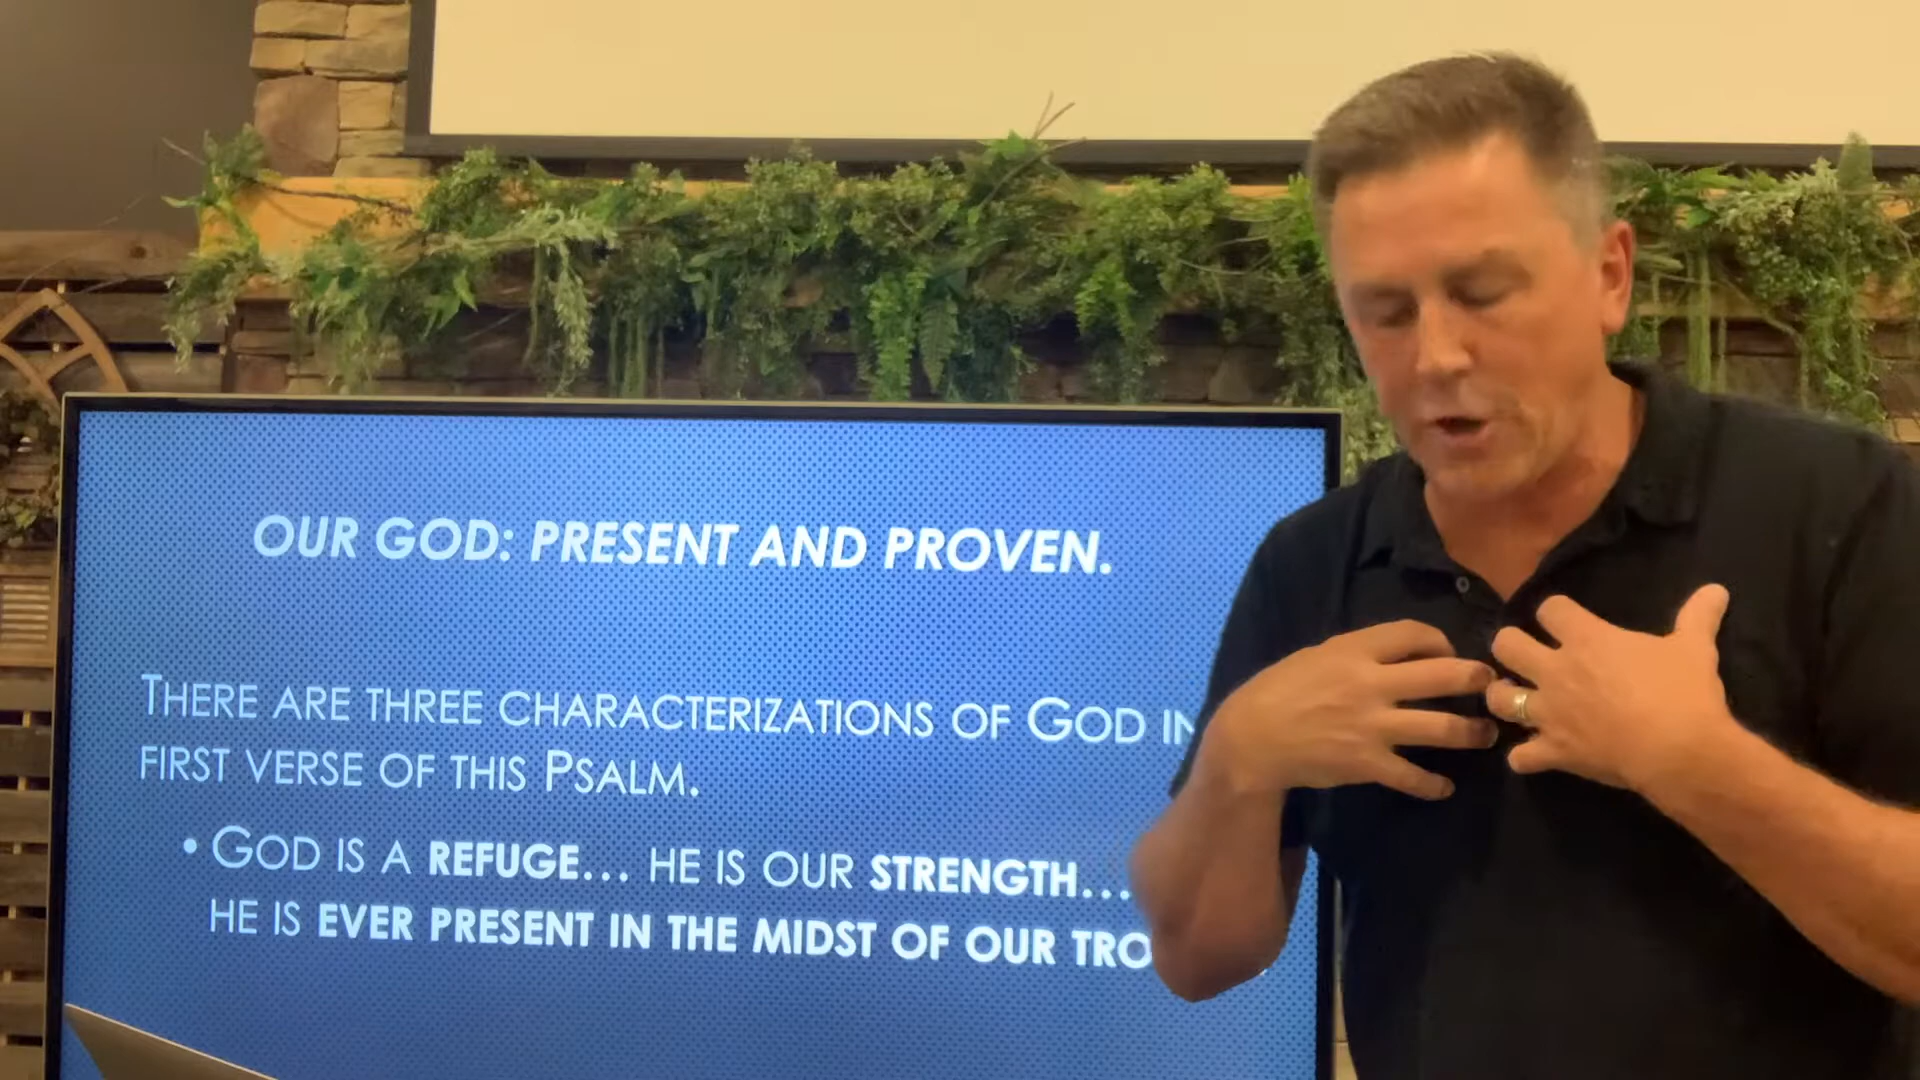 OUR GOD: PRESENT AND PROVEN.
THERE ARE THREE CHARACTERIZATIONS OF GOD IN
FIRST VERSE OF THIS PSALM.
• GOD IS A REFUGE... HE IS OUR STRENGTH...
HE IS EVER PRESENT IN THE MIDST OF OUR